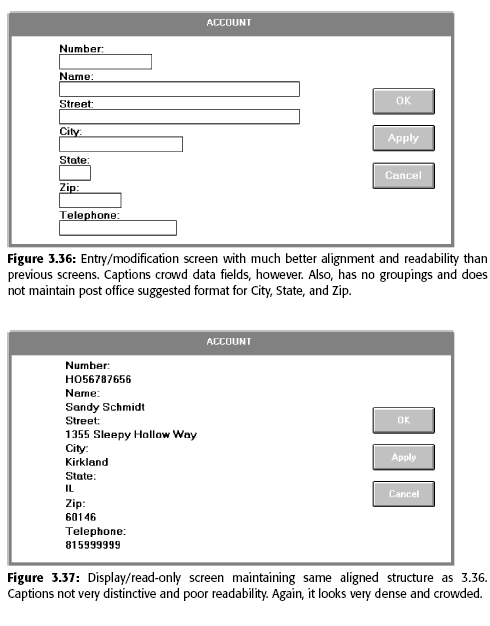 ACCOUNT
Number:
Name:
Street:
City:
State:
Zip:
Telephone:
OK
Apply
Cancel
Figure 3.36: Entry/modification screen with much better alignment and readability than
previous screens. Captions crowd data fields, however. Also, has no groupings and does
not maintain post office suggested format for City, State, and Zip.
ACCOUNT
Number:
HO56787656
Name:
Sandy Schmidt
Street:
1355 Sleepy Hollow Way
City:
Kirkland
State:
IL
Zip:
60146
Telephone:
815999999
OK
Apply
Cancel
Figure 3.37: Display/read-only screen maintaining same aligned structure as 3.36.
Captions not very distinctive and poor readability. Again, it looks very dense and crowded.